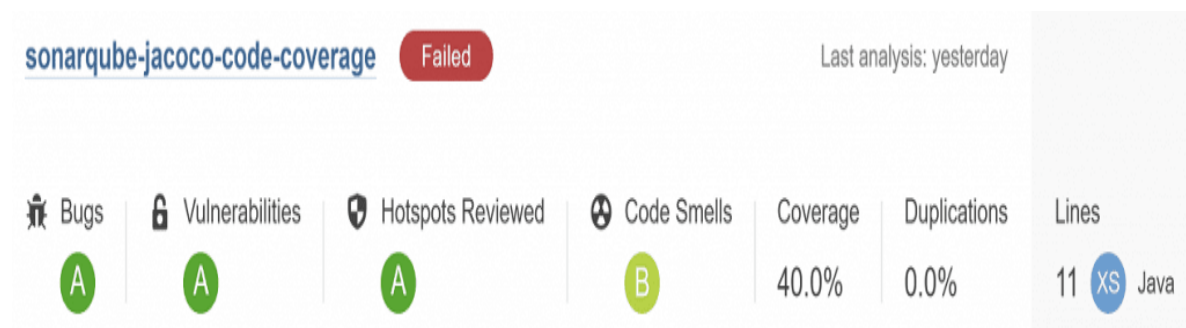 sonarqube-jacoco-code-coverage Failed Last analysis: yesterday
Bugs Vulnerabilities Hotspots Reviewed Code Smells Coverage Duplications Lines
A A A B 40.0% 0.0% 11 XS Java